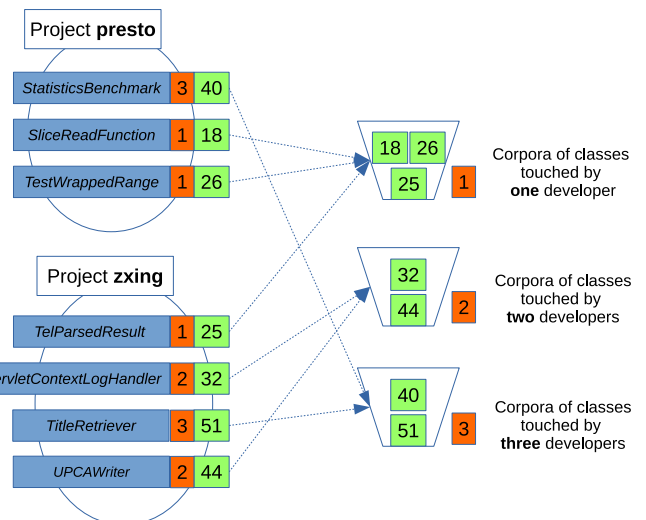 Project presto
StatisticsBenchmark 3 40
SliceReadFunction 1 18
TestWrappedRange 1 26
Project zxing
TelParsedResult 1 25
ervletContextLogHandler 2 32
TitleRetriever 3 51
UPCAWriter 2 44
18 26
25
1
Corpora of classes
touched by
one developer
32
44
2
Corpora of classes
touched by
two developers
40
51
3
Corpora of classes
touched by
three developers